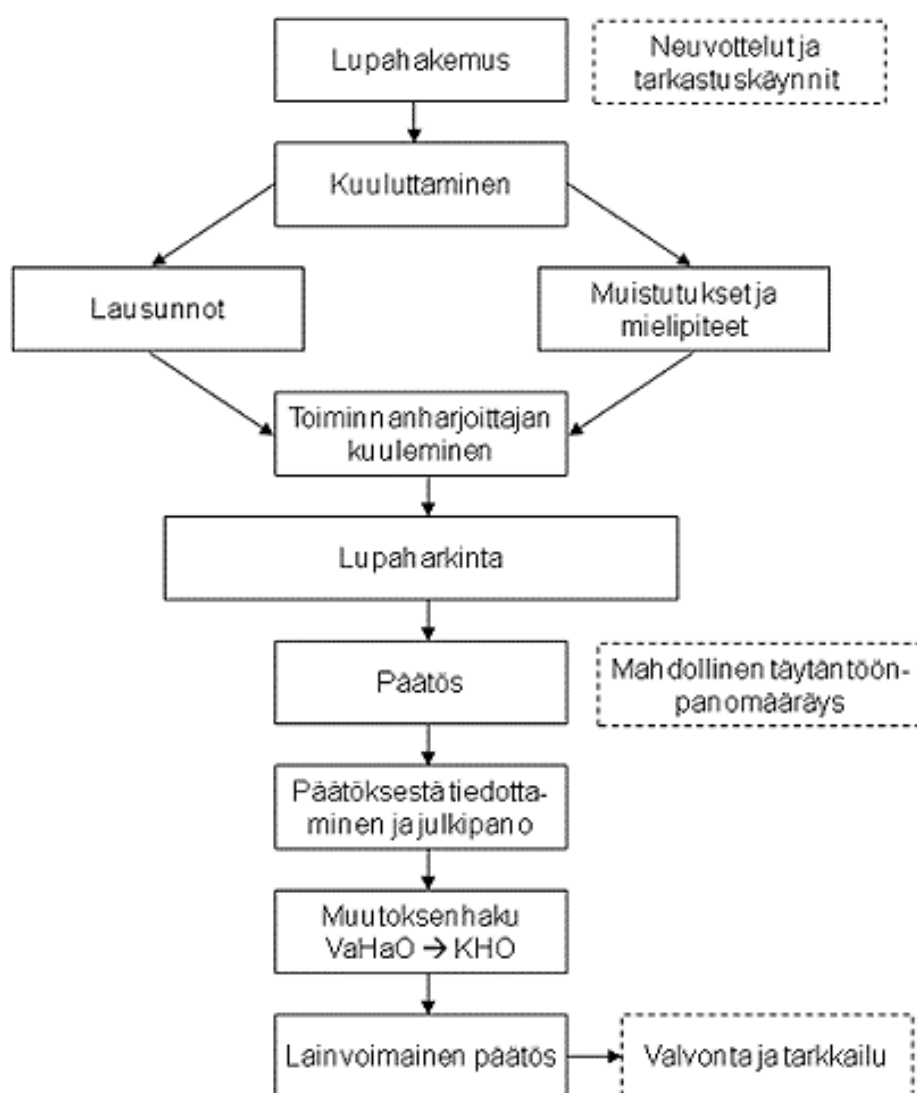 Lupahakemus
Neuvottelut ja
tarkastuskäynnit
Kuuluttaminen
Lausunnot
Muistutukset ja
mielipiteet
Toiminnanharjoittajan
kuuleminen
Lupaharkinta
Päätös
Mahdollinen täytäntöön-
panomääräys
Päätöksestä tiedotta-
minen ja julkipano
Muutoksenhaku
VaHaO → KHO
Lainvoimainen päätös
Valvonta ja tarkkailu